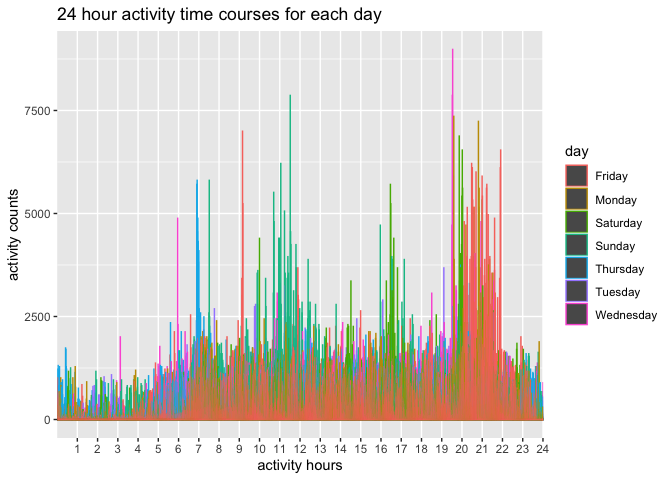 24 hour activity time courses for each day
activity counts
7500
5000
2500
0
1 2 3 4 5 6 7 8 9 10 11 12 13 14 15 16 17 18 19 20 21 22 23 24
activity hours
day
Friday
Monday
Saturday
Sunday
Thursday
Tuesday
Wednesday